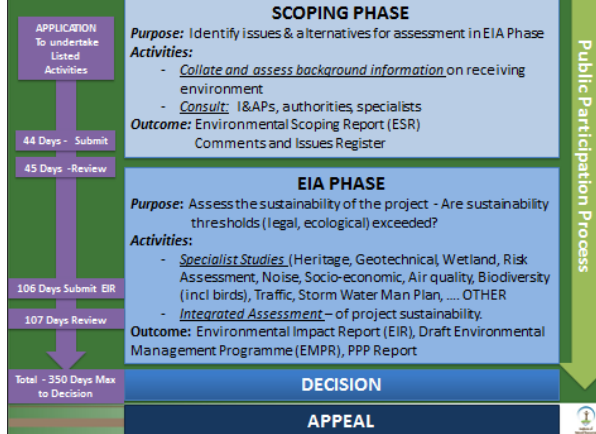 APPLICATION
To undertake
Listed
Activities
44 Days - Submit
45 Days -Review
106 Days Submit EIR
107 Days Review
Total - 350 Days Max
to Decision
SCOPING PHASE
Purpose: Identify issues & alternatives for assessment in EIA Phase
Activities:
- Collate and assess background information on receiving
environment
- Consult: I&APs, authorities, specialists
Outcome: Environmental Scoping Report (ESR)
Comments and Issues Register
EIA PHASE
Purpose: Assess the sustainability of the project - Are sustainability
thresholds (legal, ecological) exceeded?
Activities:
- Specialist Studies (Heritage, Geotechnical, Wetland, Risk
Assessment, Noise, Socio-economic, Air quality, Biodiversity
(incl birds), Traffic, Storm Water Man Plan, .... OTHER
- Integrated Assessment – of project sustainability.
Outcome: Environmental Impact Report (EIR), Draft Environmental
Management Programme (EMPR), PPP Report
DECISION
APPEAL
Public Participation Process